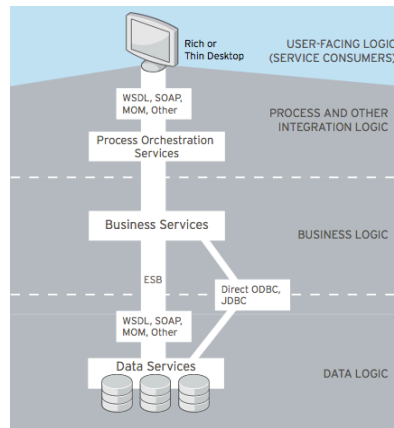 Rich or
Thin Desktop
USER-FACING LOGIC
(SERVICE CONSUMERS)
WSDL, SOAP,
MOM, Other
PROCESS AND OTHER
INTEGRATION LOGIC
Process Orchestration
Services
Business Services
BUSINESS LOGIC
ESB
Direct ODBC,
JDBC
WSDL, SOAP,
MOM, Other
Data Services
DATA LOGIC